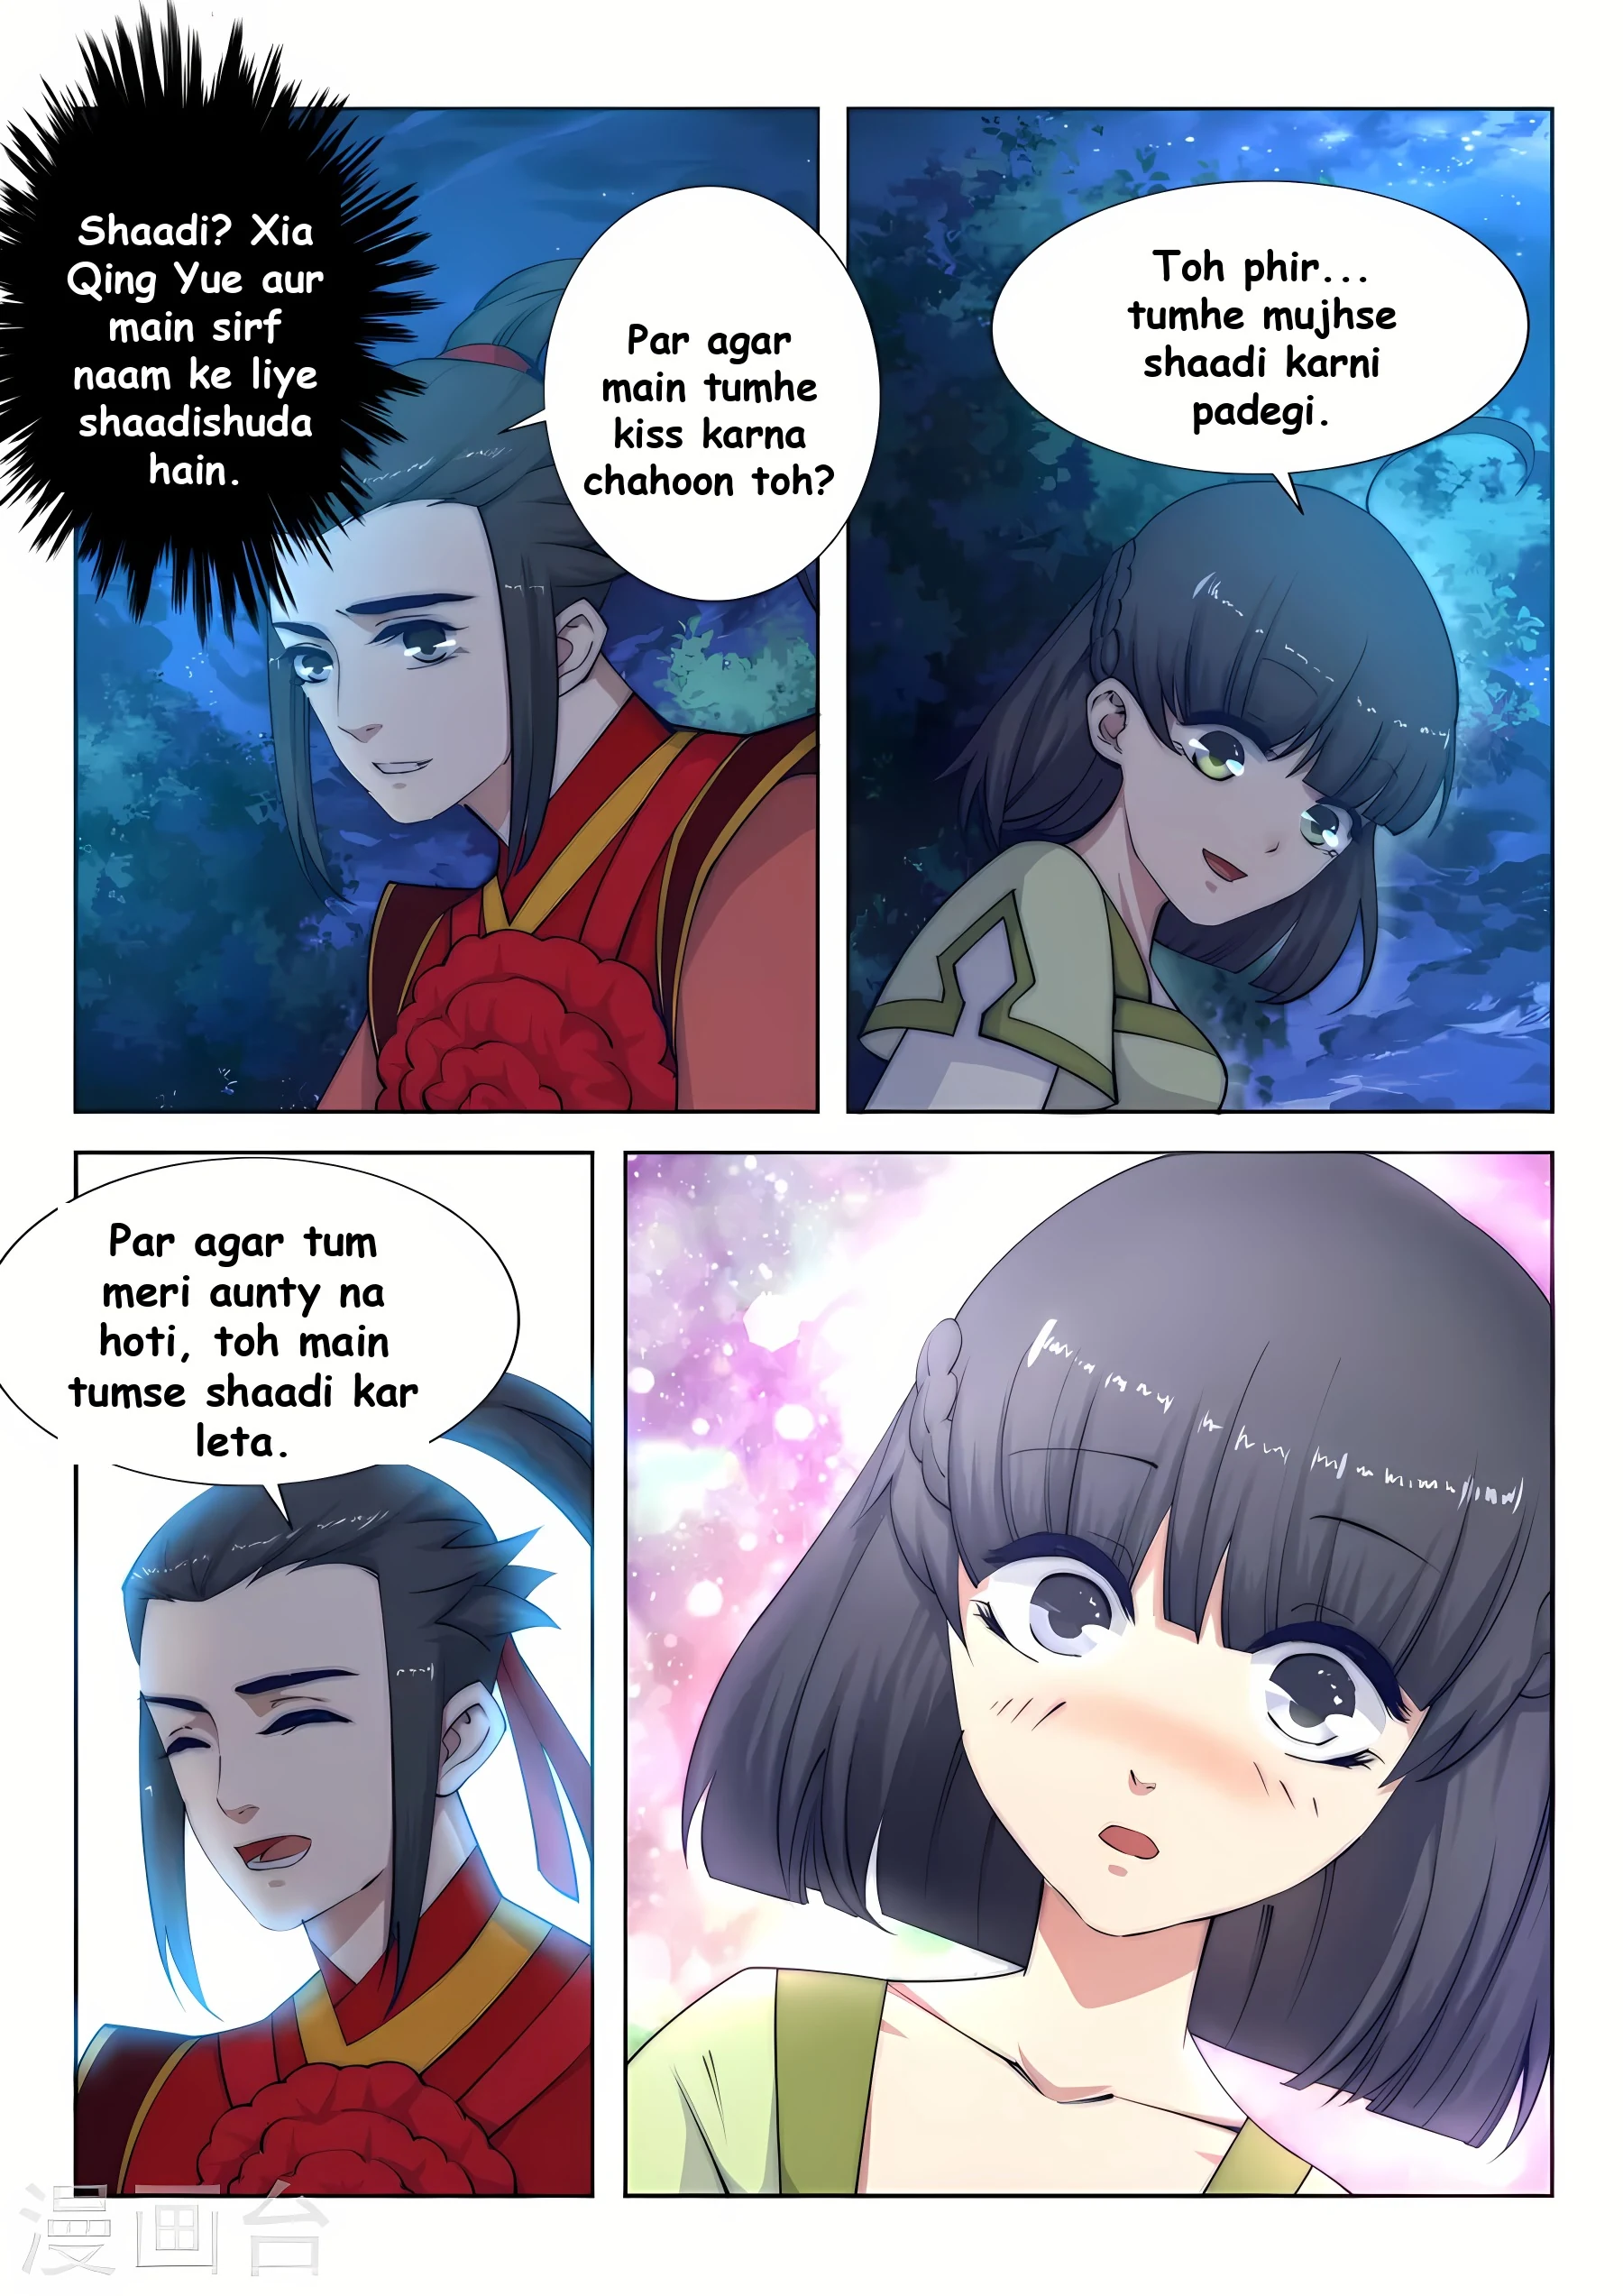 Shaadi? Xia
Qing Yue aur
main sirf
naam ke liye
shaadishuda
hain.
Par agar
main tumhe
kiss karna
chahoon toh?
Toh phir...
tumhe mujhse
shaadi karni
padegi.
Par agar tum
meri aunty na
hoti, toh main
tumse shaadi kar
leta.
漫画台